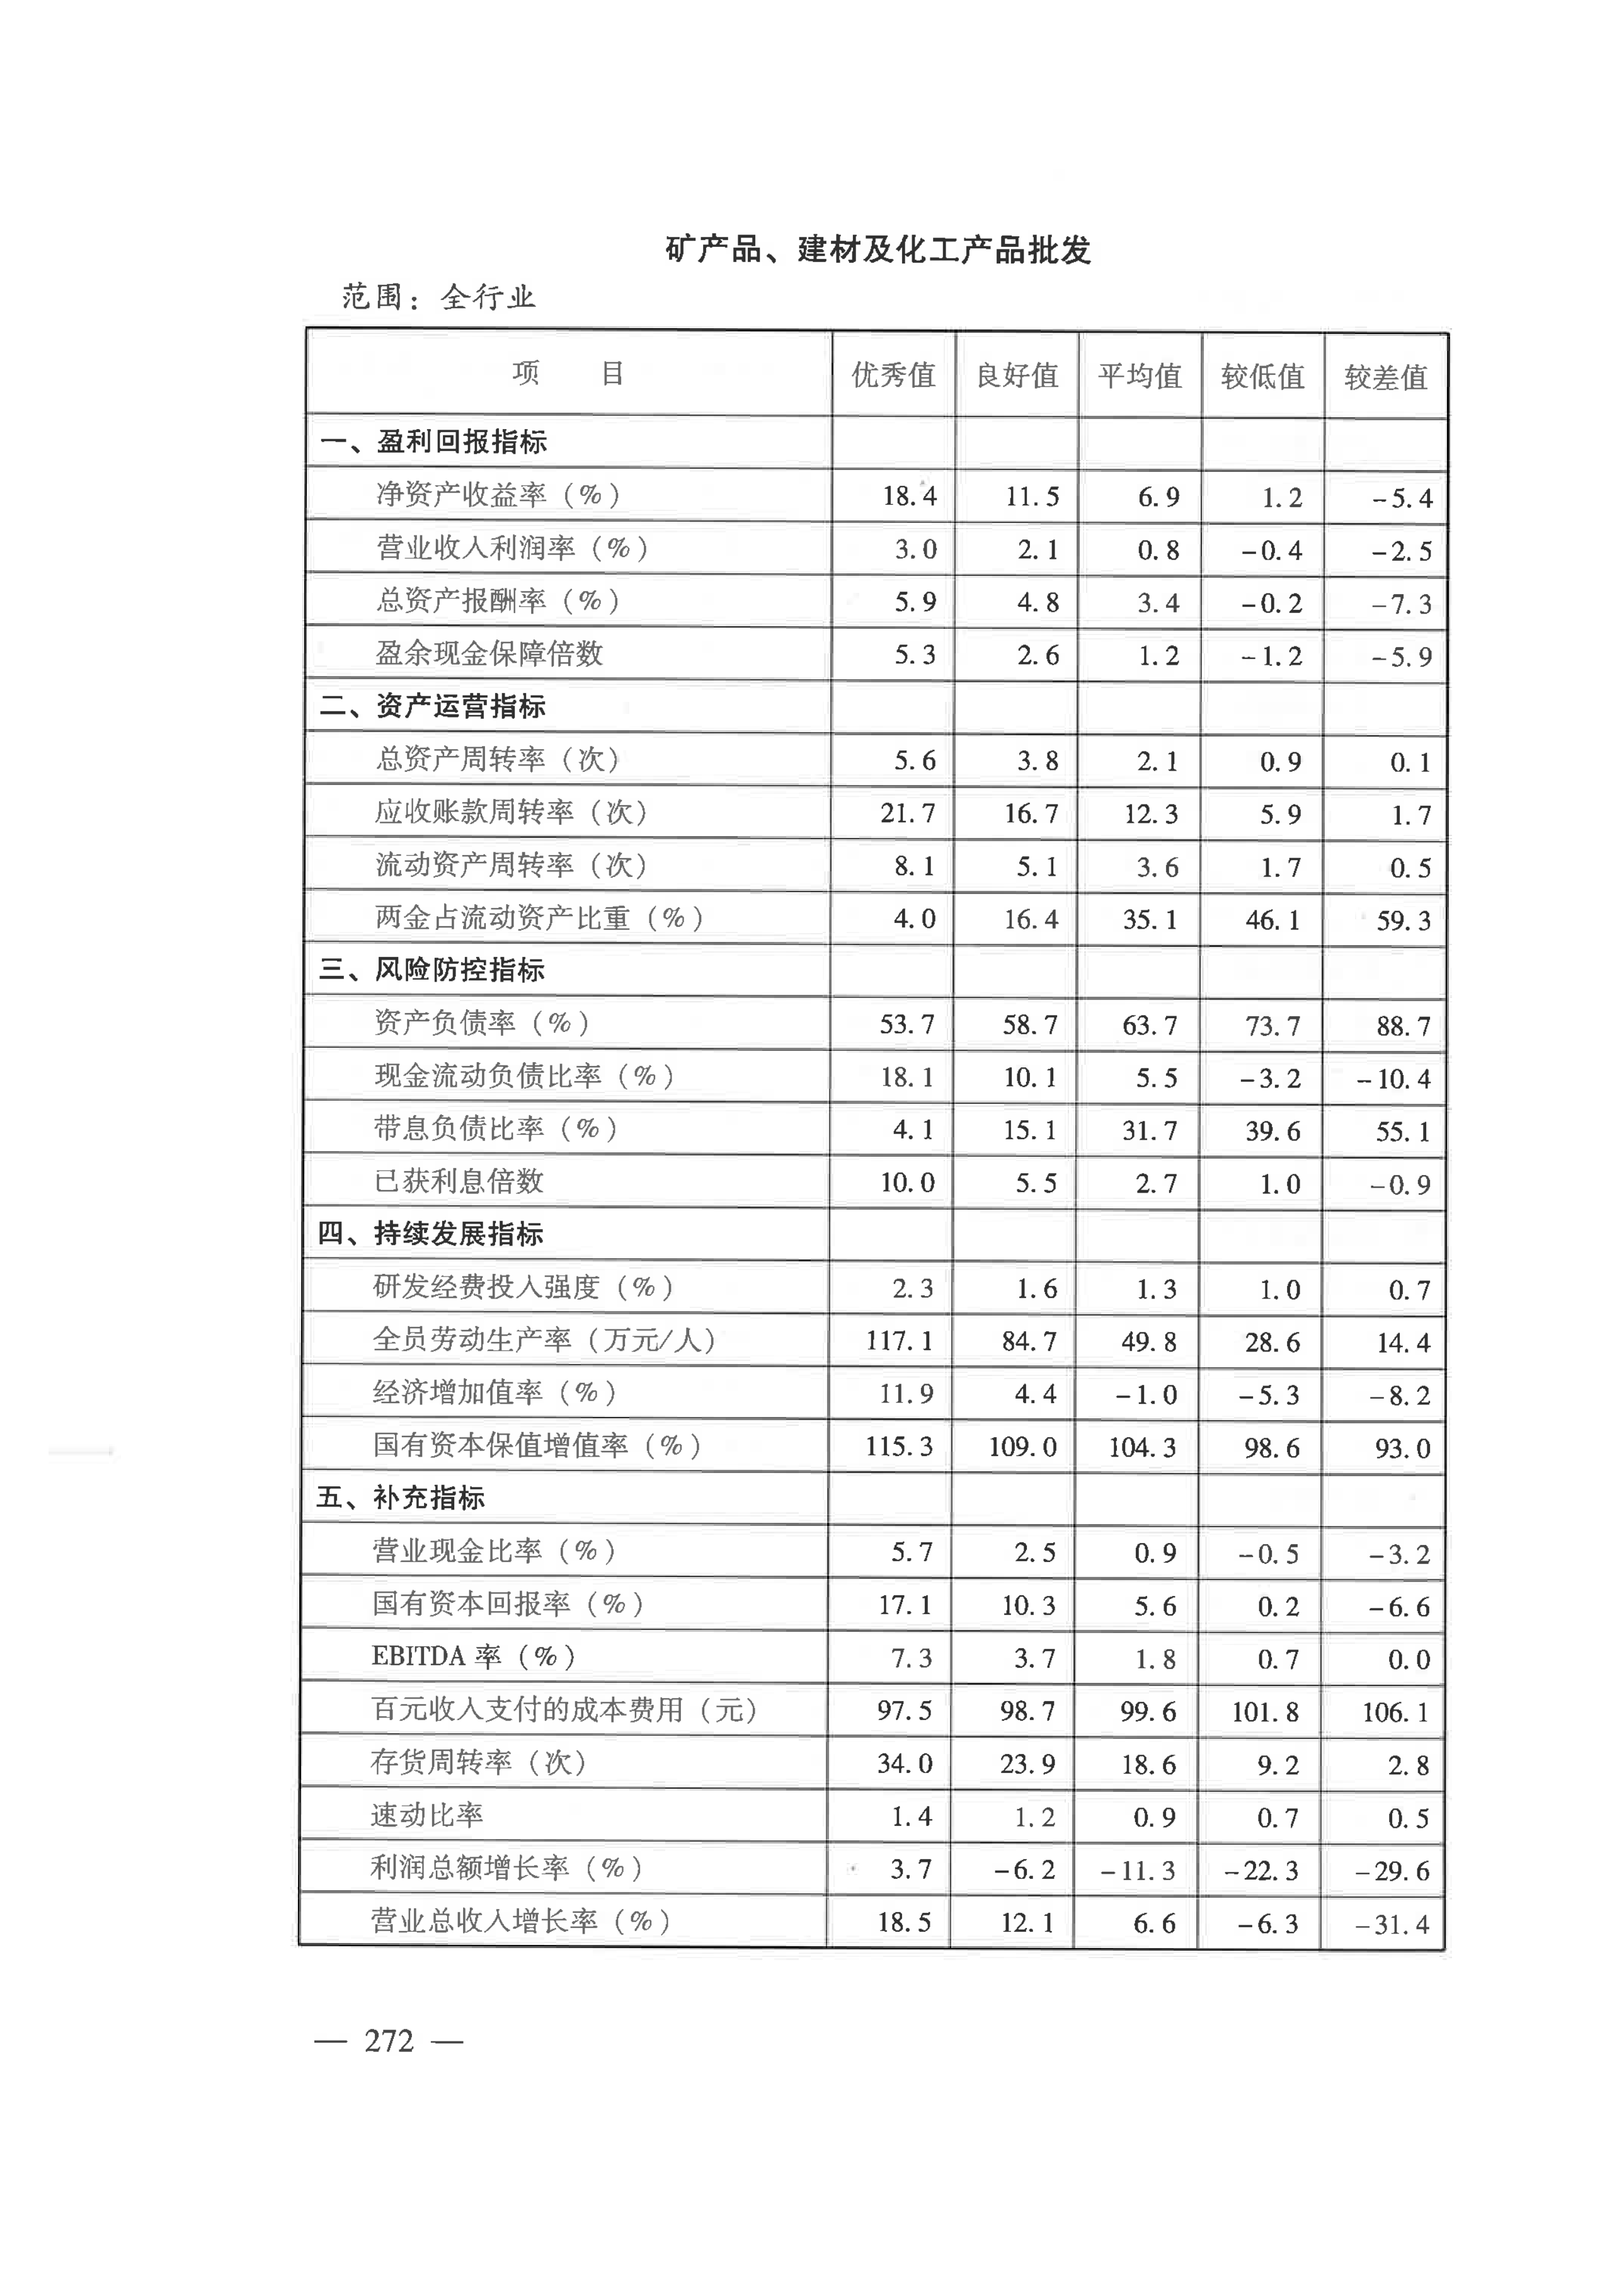 矿产品、建材及化工产品批发
范围：全行业
项 目 优秀值 良好值 平均值 较低值 较差值
一、盈利回报指标
净资产收益率（%） 18.4 11.5 6.9 1.2 -5.4
营业收入利润率（%） 3.0 2.1 0.8 -0.4 -2.5
总资产报酬率（%） 5.9 4.8 3.4 -0.2 -7.3
盈余现金保障倍数 5.3 2.6 1.2 -1.2 -5.9
二、资产运营指标
总资产周转率（次） 5.6 3.8 2.1 0.9 0.1
应收账款周转率（次） 21.7 16.7 12.3 5.9 1.7
流动资产周转率（次） 8.1 5.1 3.6 1.7 0.5
两金占流动资产比重（%） 4.0 16.4 35.1 46.1 59.3
三、风险防控指标
资产负债率（%） 53.7 58.7 63.7 73.7 88.7
现金流动负债比率（%） 18.1 10.1 5.5 -3.2 -10.4
带息负债比率（%） 4.1 15.1 31.7 39.6 55.1
已获利息倍数 10.0 5.5 2.7 1.0 -0.9
四、持续发展指标
研发经费投入强度（%） 2.3 1.6 1.3 1.0 0.7
全员劳动生产率（万元/人） 117.1 84.7 49.8 28.6 14.4
经济增加值率（%） 11.9 4.4 -1.0 -5.3 -8.2
国有资本保值增值率（%） 115.3 109.0 104.3 98.6 93.0
五、补充指标
营业现金比率（%） 5.7 2.5 0.9 -0.5 -3.2
国有资本回报率（%） 17.1 10.3 5.6 0.2 -6.6
EBITDA 率（%） 7.3 3.7 1.8 0.7 0.0
百元收入支付的成本费用（元） 97.5 98.7 99.6 101.8 106.1
存货周转率（次） 34.0 23.9 18.6 9.2 2.8
速动比率 1.4 1.2 0.9 0.7 0.5
利润总额增长率（%） 3.7 -6.2 -11.3 -22.3 -29.6
营业总收入增长率（%） 18.5 12.1 6.6 -6.3 -31.4
— 272 —